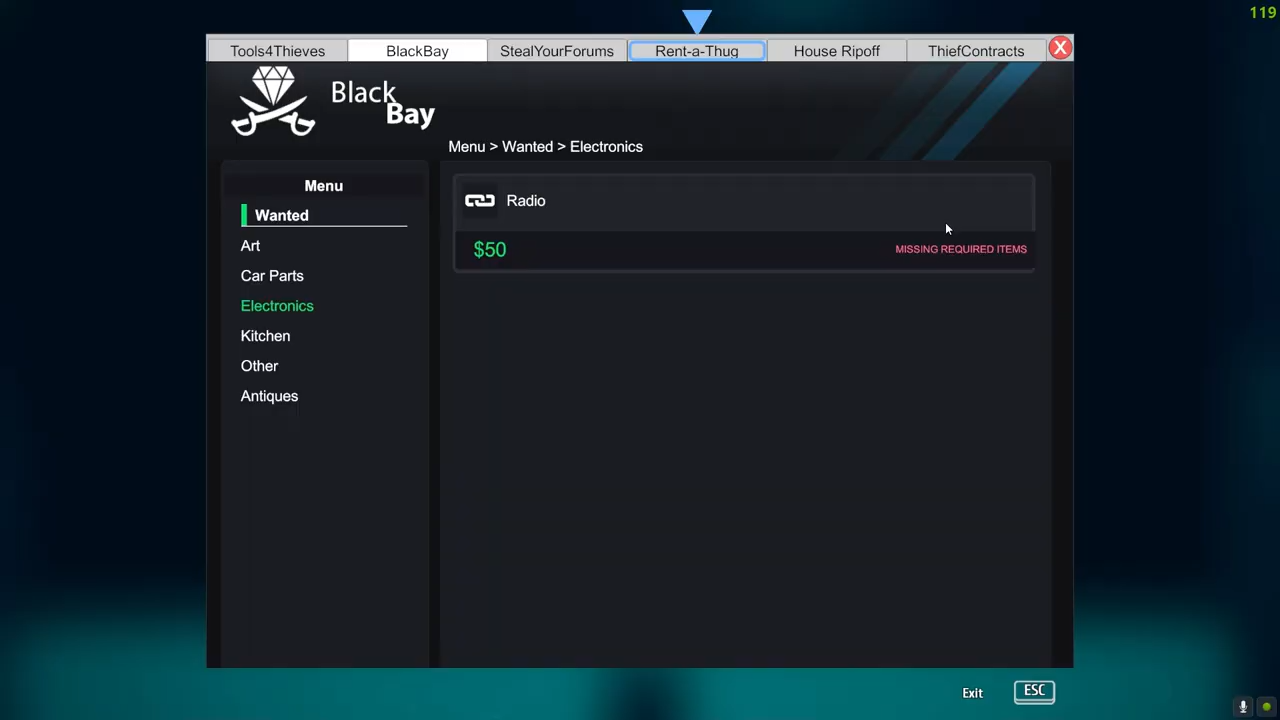 119
Tools4Thieves
BlackBay
StealYourForums
Rent-a-Thug
House Ripoff
ThiefContracts
X
Black
Bay
Menu > Wanted > Electronics
Menu
Wanted
Art
Car Parts
Electronics
Kitchen
Other
Antiques
Radio
$50
MISSING REQUIRED ITEMS
Exit
ESC